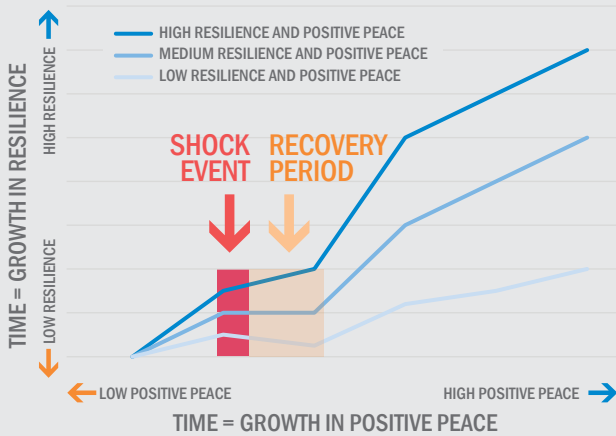 HIGH RESILIENCE AND POSITIVE PEACE
MEDIUM RESILIENCE AND POSITIVE PEACE
LOW RESILIENCE AND POSITIVE PEACE
TIME = GROWTH IN RESILIENCE
HIGH RESILIENCE
LOW RESILIENCE
SHOCK
EVENT
RECOVERY
PERIOD
LOW POSITIVE PEACE
HIGH POSITIVE PEACE
TIME = GROWTH IN POSITIVE PEACE